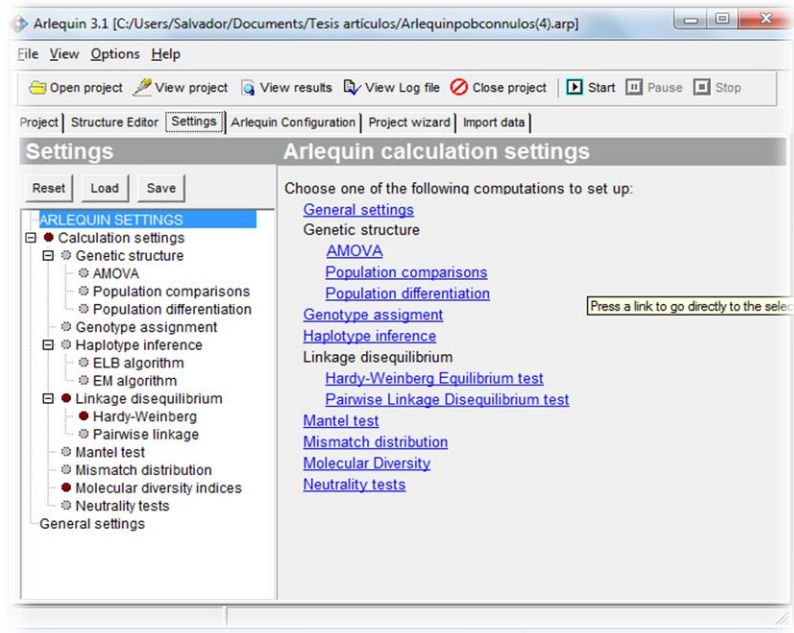 Arlequin 3.1 [C:/Users/Salvador/Documents/Tesis artículos/Arlequinpobconnulos(4).arp]
File View Options Help
Open project View project View results View Log file Close project Start Pause Stop
Project Structure Editor Settings Arlequin Configuration Project wizard Import data
Settings
Arlequin calculation settings
Reset Load Save
ARLEQUIN SETTINGS
Calculation settings
Genetic structure
AMOVA
Population comparisons
Population differentiation
Genotype assignment
Haplotype inference
ELB algorithm
EM algorithm
Linkage disequilibrium
Hardy-Weinberg
Pairwise linkage
Mantel test
Mismatch distribution
Molecular diversity indices
Neutrality tests
General settings
Choose one of the following computations to set up:
General settings
Genetic structure
AMOVA
Population comparisons
Population differentiation
Genotype assigment
Haplotype inference
Linkage disequilibrium
Hardy-Weinberg Equilibrium test
Pairwise Linkage Disequilibrium test
Mantel test
Mismatch distribution
Molecular Diversity
Neutrality tests
Press a link to go directly to the selec